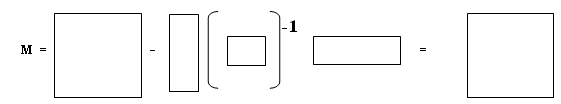 M = - ( )-1 =